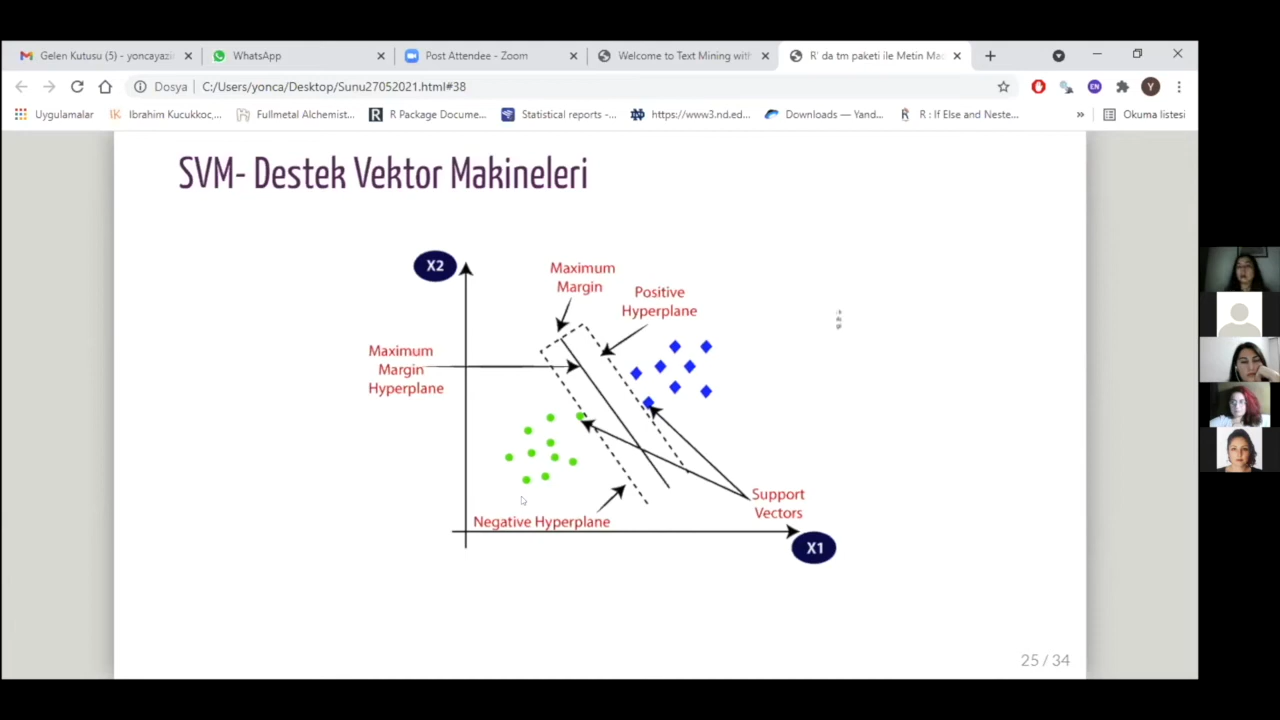 Gelen Kutusu (5) - yoncayazic
WhatsApp
Post Attendee - Zoom
Welcome to Text Mining with
R' da tm paketi ile Metin Mad
Dosya
C:/Users/yonca/Desktop/Sunu27052021.html#38
EN
Y
Uygulamalar
Ibrahim Kucukkoc,...
Fullmetal Alchemist...
R Package Docume...
Statistical reports -...
https://www3.nd.ed...
Downloads — Yand...
R : If Else and Neste...
»
Okuma listesi
SVM- Destek Vektor Makineleri
X2
Maximum
Margin
Positive
Hyperplane
Maximum
Margin
Hyperplane
Support
Vectors
Negative Hyperplane
X1
25 / 34